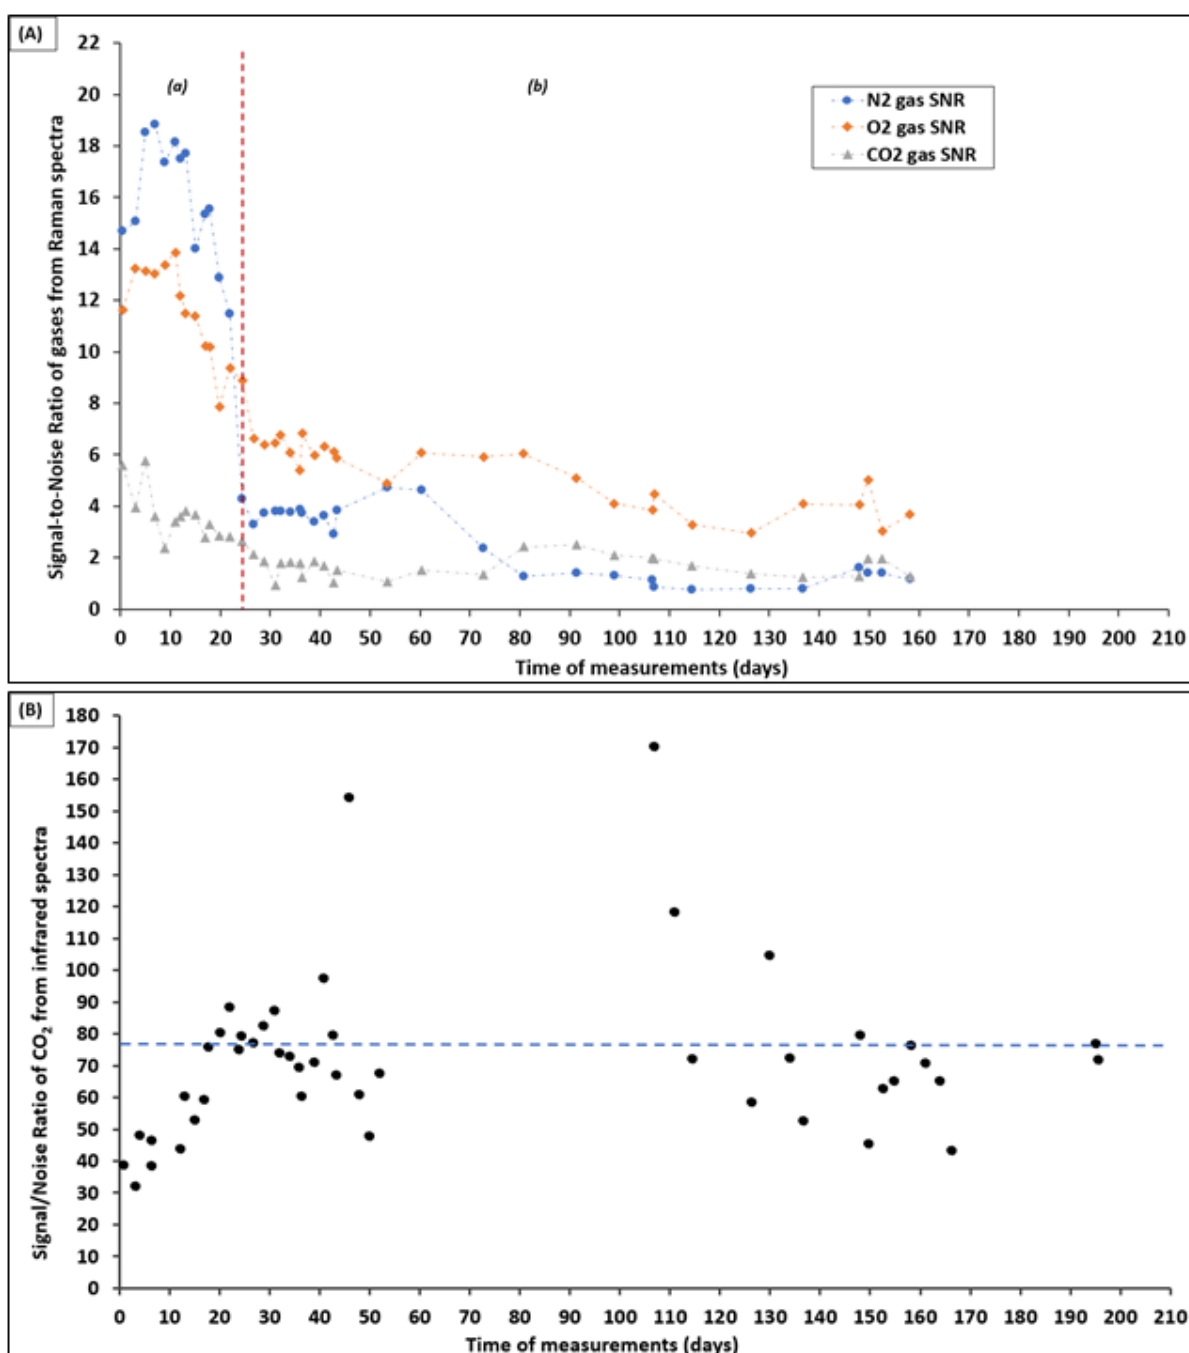 (A)
Signal-to-Noise Ratio of gases from Raman spectra
22
20
18
16
14
12
10
8
6
4
2
0
(a)
(b)
N2 gas SNR
O2 gas SNR
CO2 gas SNR
0 10 20 30 40 50 60 70 80 90 100 110 120 130 140 150 160 170 180 190 200 210
Time of measurements (days)
(B)
Signal/Noise Ratio of CO₂ from infrared spectra
180
170
160
150
140
130
120
110
100
90
80
70
60
50
40
30
20
10
0
0 10 20 30 40 50 60 70 80 90 100 110 120 130 140 150 160 170 180 190 200 210
Time of measurements (days)